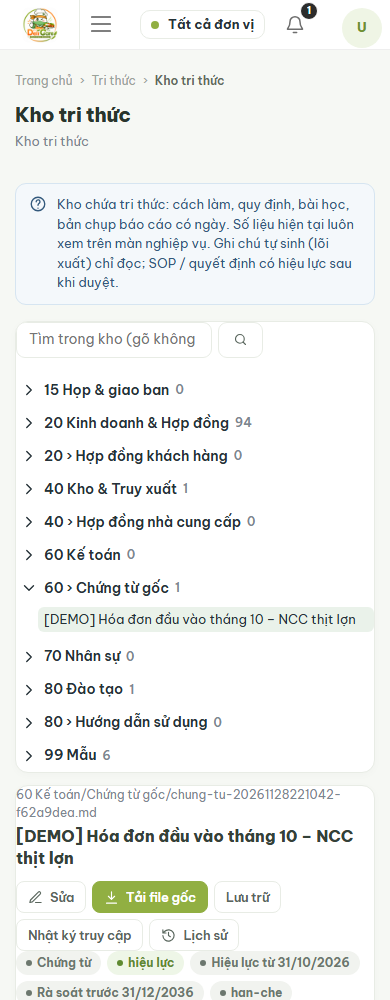 Tất cả đơn vị
1
U
Trang chủ › Tri thức › Kho tri thức
Kho tri thức
Kho tri thức
Kho chứa tri thức: cách làm, quy định, bài học,
bản chụp báo cáo có ngày. Số liệu hiện tại luôn
xem trên màn nghiệp vụ. Ghi chú tự sinh (lõi
xuất) chỉ đọc; SOP / quyết định có hiệu lực sau
khi duyệt.
Tìm trong kho (gõ không
15 Họp & giao ban 0
20 Kinh doanh & Hợp đồng 94
20 › Hợp đồng khách hàng 0
40 Kho & Truy xuất 1
40 › Hợp đồng nhà cung cấp 0
60 Kế toán 0
60 › Chứng từ gốc 1
[DEMO] Hóa đơn đầu vào tháng 10 – NCC thịt lợn
70 Nhân sự 0
80 Đào tạo 1
80 › Hướng dẫn sử dụng 0
99 Mẫu 6
60 Kế toán/Chứng từ gốc/chung-tu-20261128221042-
f62a9dea.md
[DEMO] Hóa đơn đầu vào tháng 10 – NCC
thịt lợn
Sửa
Tải file gốc
Lưu trữ
Nhật ký truy cập
Lịch sử
Chứng từ
hiệu lực
Hiệu lực từ 31/10/2026
Rà soát trước 31/12/2036
han-che